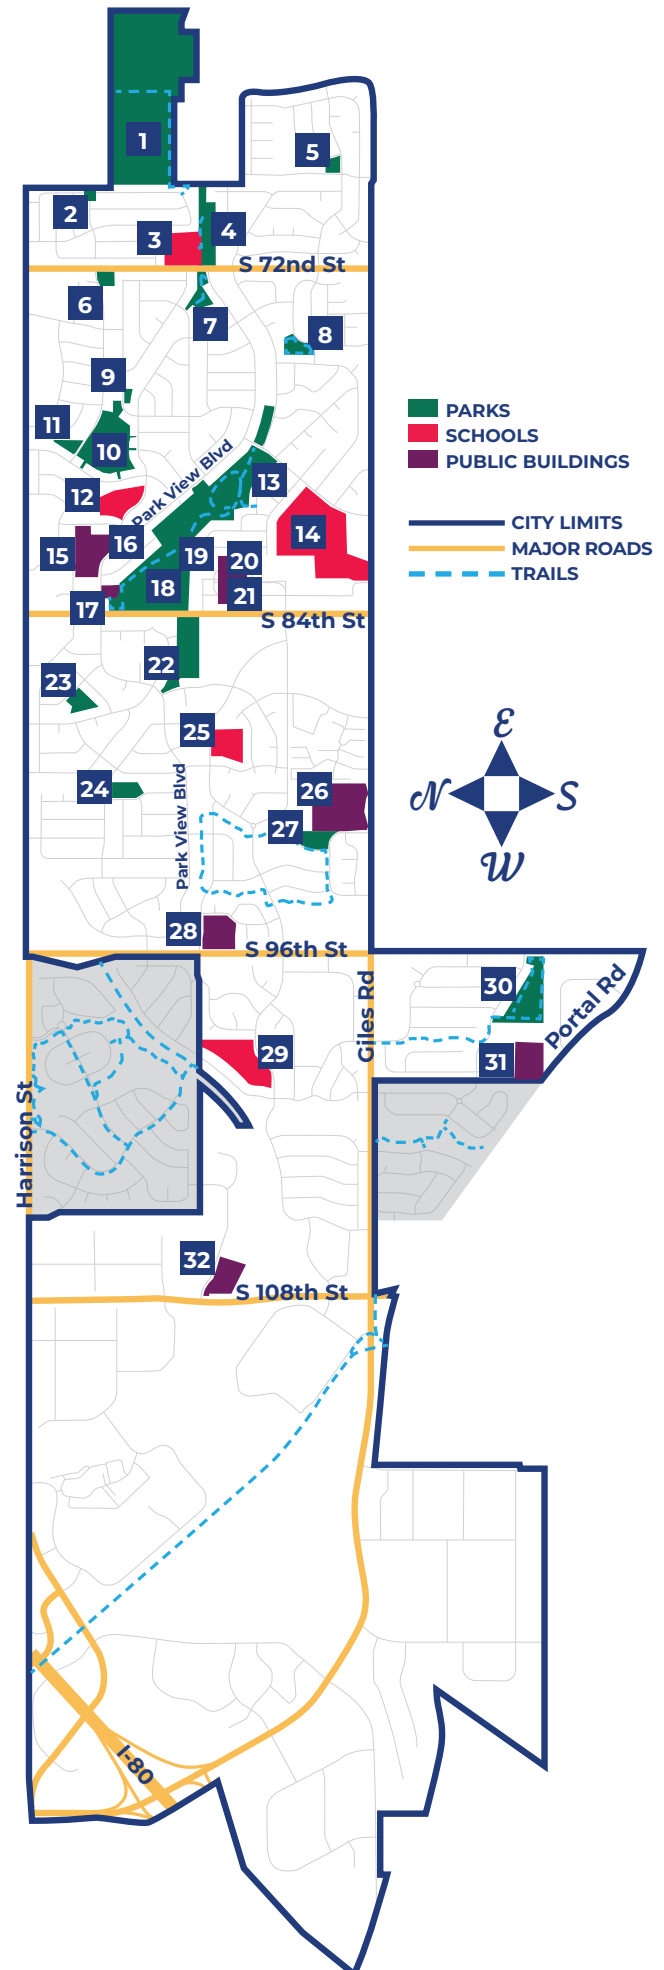 1
5
2
3
4
S 72nd St
6
7
8
9
11
10
Park View Blvd
12
13
14
15
16
19
20
18
21
17
S 84th St
PARKS
SCHOOLS
PUBLIC BUILDINGS
CITY LIMITS
MAJOR ROADS
TRAILS
22
23
25
24
Park View Blvd
26
27
E
N
S
W
28
S 96th St
Giles Rd
30
Portal Rd
31
29
Harrison St
32
S 108th St
I-80